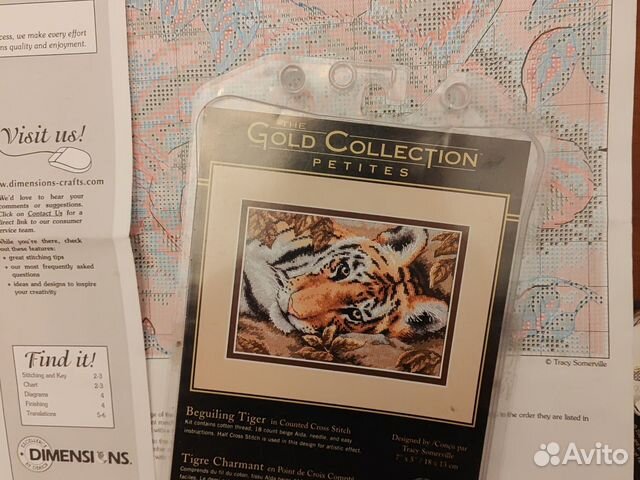 cess, we make every effort
ns quality and enjoyment.
Visit us!
www.dimensions-crafts.com
We'd love to hear your
comments or suggestions.
Click on Contact Us for a
direct link to our consumer
service team.
While you're there, check
out these features:
• great stitching tips
• our most frequently asked
questions
• ideas and designs to inspire
your creativity
Find it!
Stitching and Key 2-3
Chart 2-3
Diagrams 4
Finishing 4
Translations 5-6
EXCELLENCE
BY DESIGN
DIMENSIONS.
THE
GOLD COLLECTION
PETITES
Beguiling Tiger in Counted Cross Stitch
Kit contains cotton thread, 18 count beige Aida, needle, and easy
instructions. Half Cross Stitch is used in this design for artistic effect.
Designed by /Conçu par
Tracy Somerville
7" x 5" / 18 x 13 cm
Tigre Charmant en Point de Croix Compté
© Tracy Somerville
to the order they are listed in
Avito